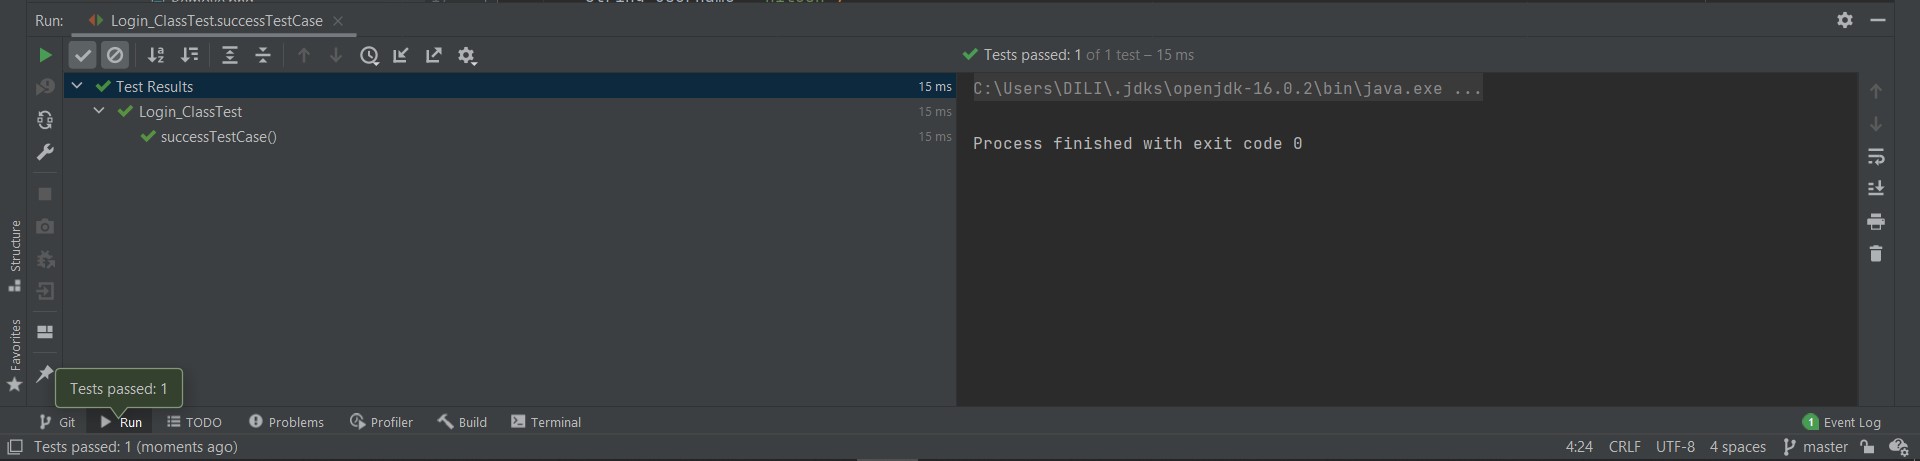 Run: Login_ClassTest.successTestCase
Tests passed: 1 of 1 test – 15 ms
Test Results 15 ms
Login_ClassTest 15 ms
successTestCase() 15 ms
C:\Users\DILI\.jdks\openjdk-16.0.2\bin\java.exe ...
Process finished with exit code 0
Structure
Favorites
Tests passed: 1
Git Run TODO Problems Profiler Build Terminal 1 Event Log
Tests passed: 1 (moments ago) 4:24 CRLF UTF-8 4 spaces master